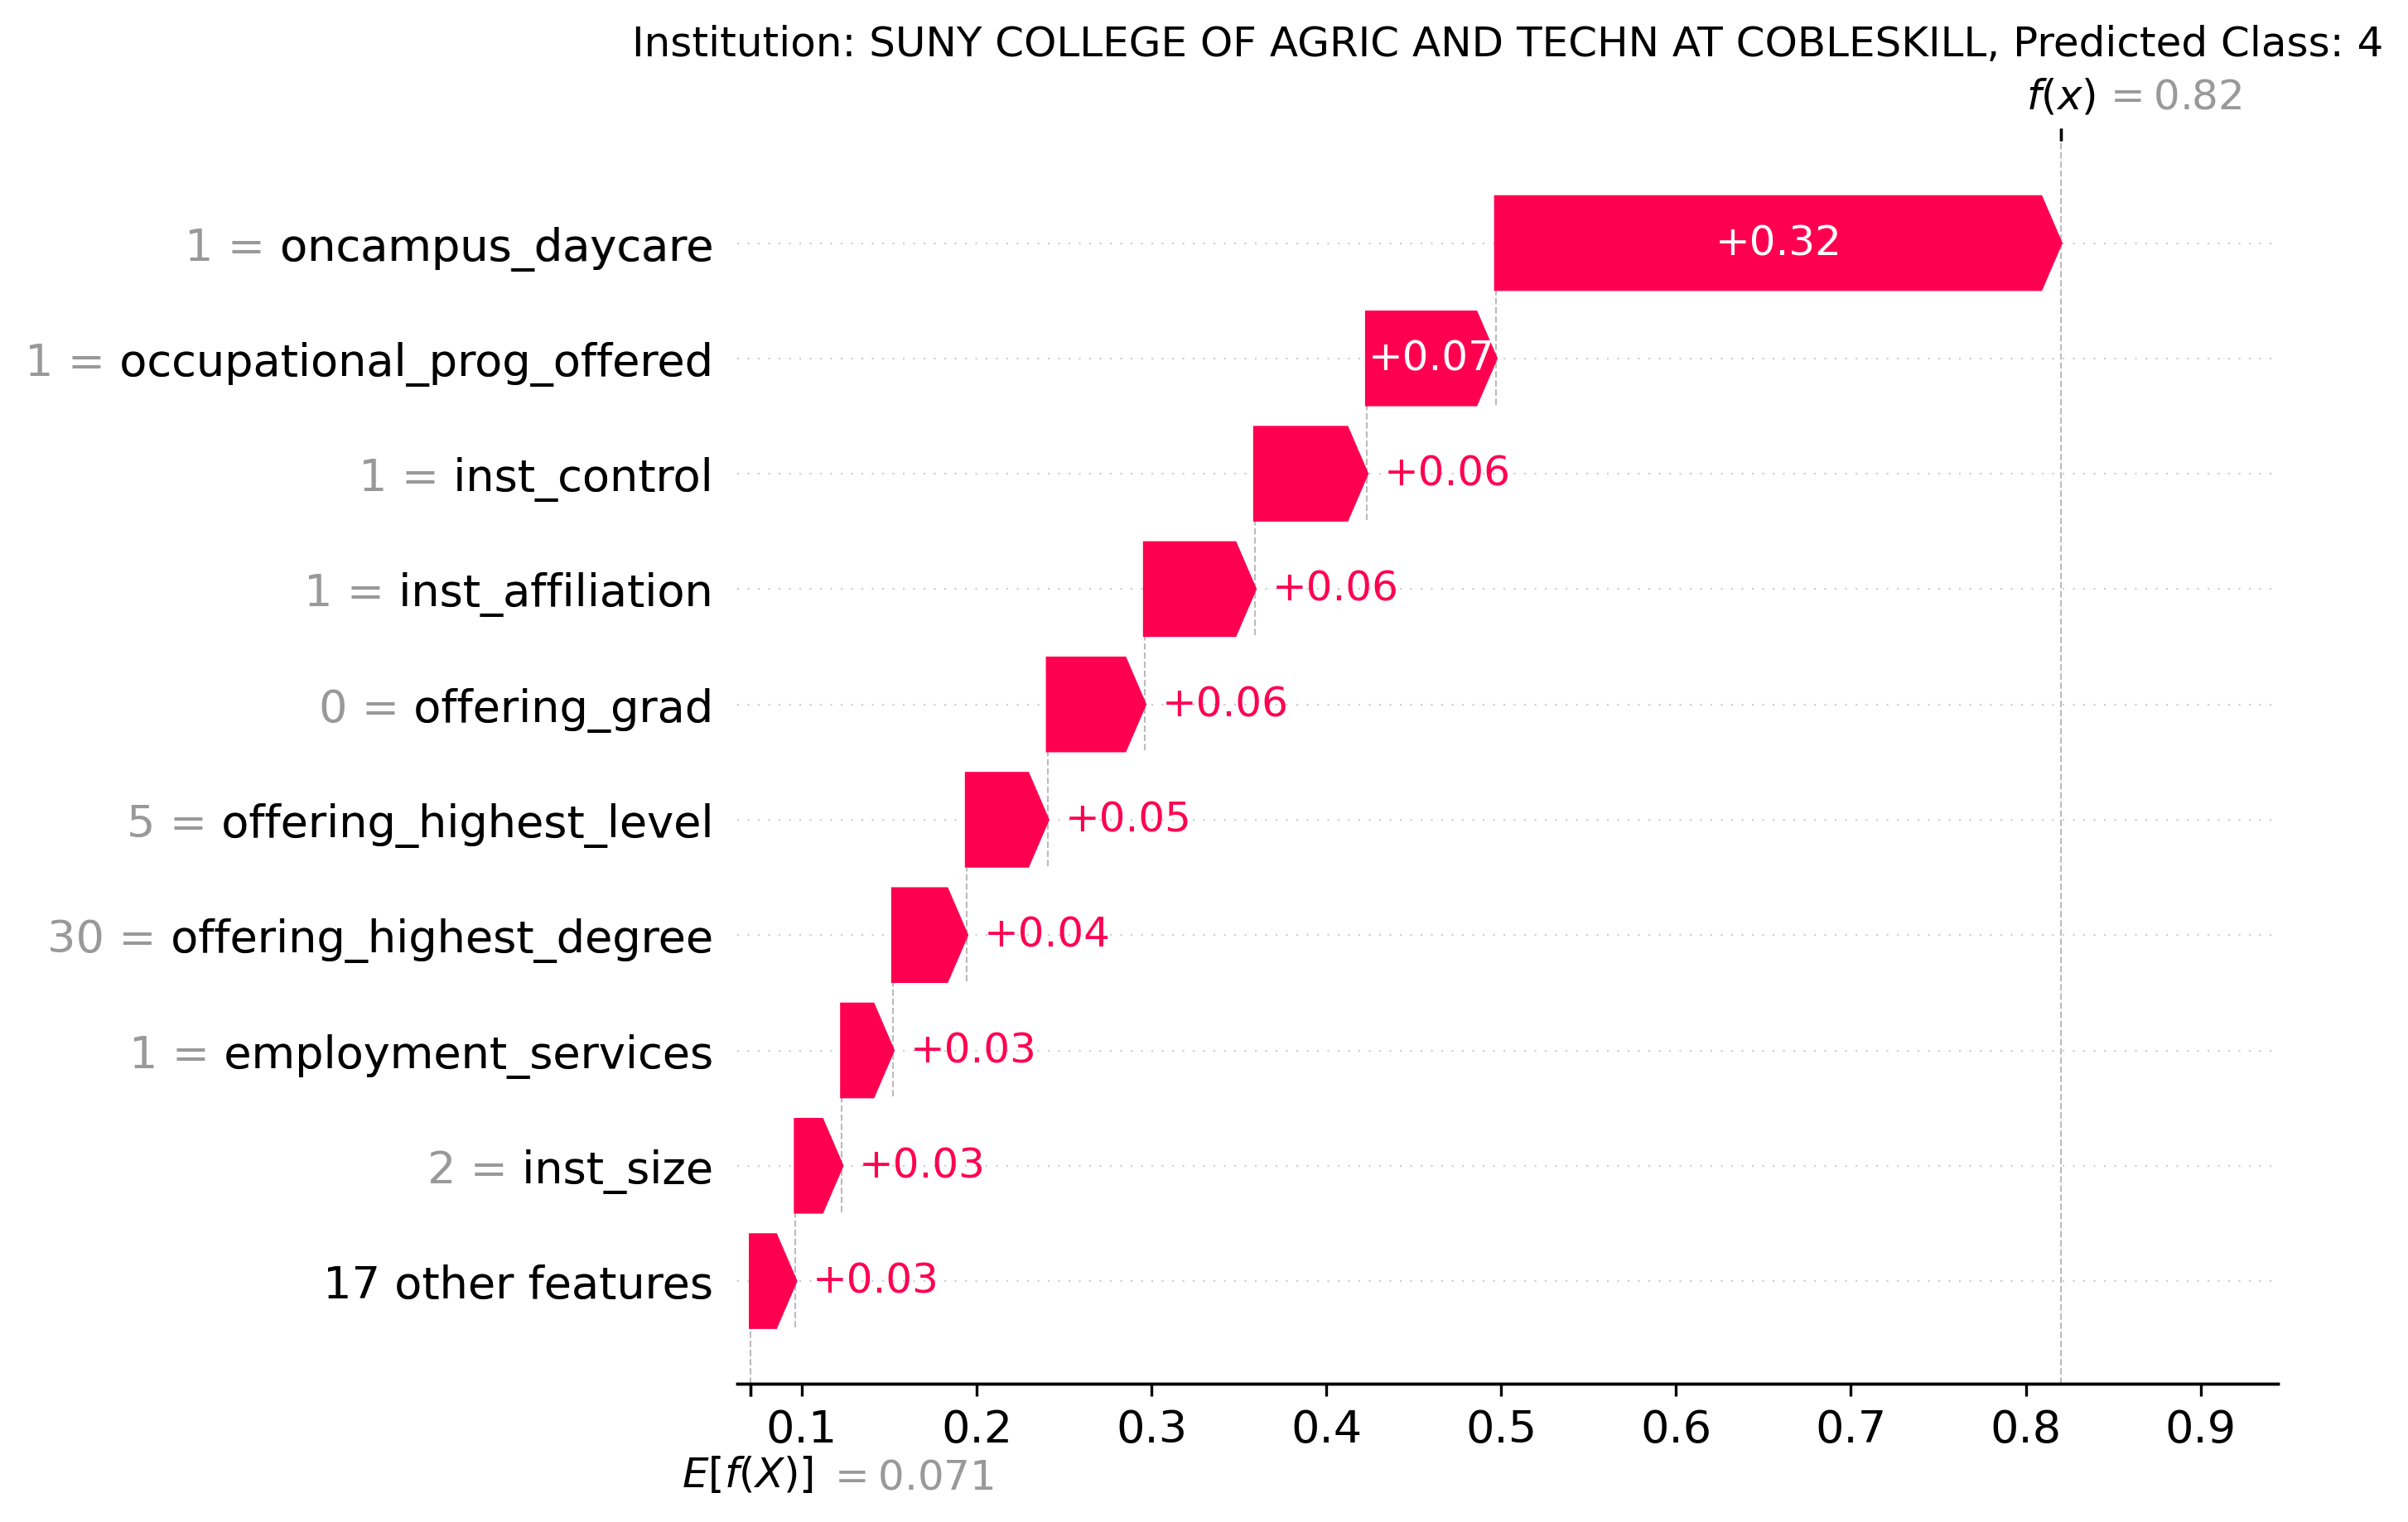 Institution: SUNY COLLEGE OF AGRIC AND TECHN AT COBLESKILL, Predicted Class: 4
f(x) = 0.82
1 = oncampus_daycare +0.32
1 = occupational_prog_offered +0.07
1 = inst_control +0.06
1 = inst_affiliation +0.06
0 = offering_grad +0.06
5 = offering_highest_level +0.05
30 = offering_highest_degree +0.04
1 = employment_services +0.03
2 = inst_size +0.03
17 other features +0.03
0.1 0.2 0.3 0.4 0.5 0.6 0.7 0.8 0.9
E[f(X)] = 0.071